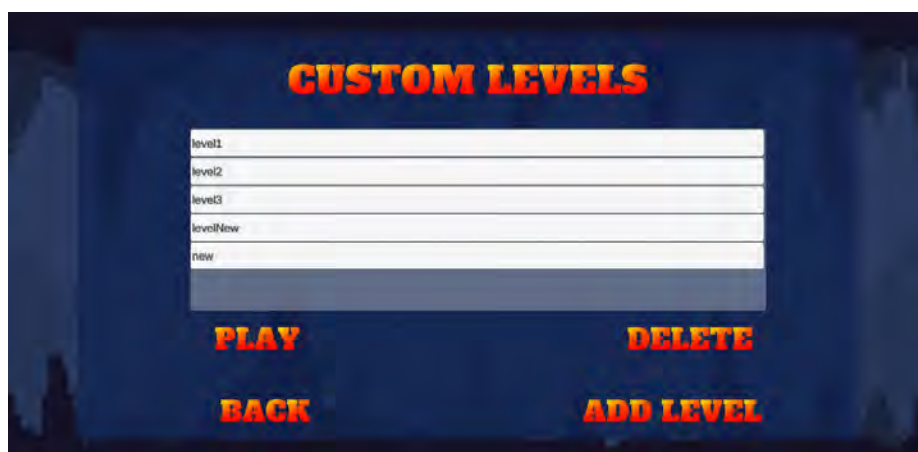 CUSTOM LEVELS
level1
level2
level3
levelNew
new
PLAY DELETE
BACK ADD LEVEL